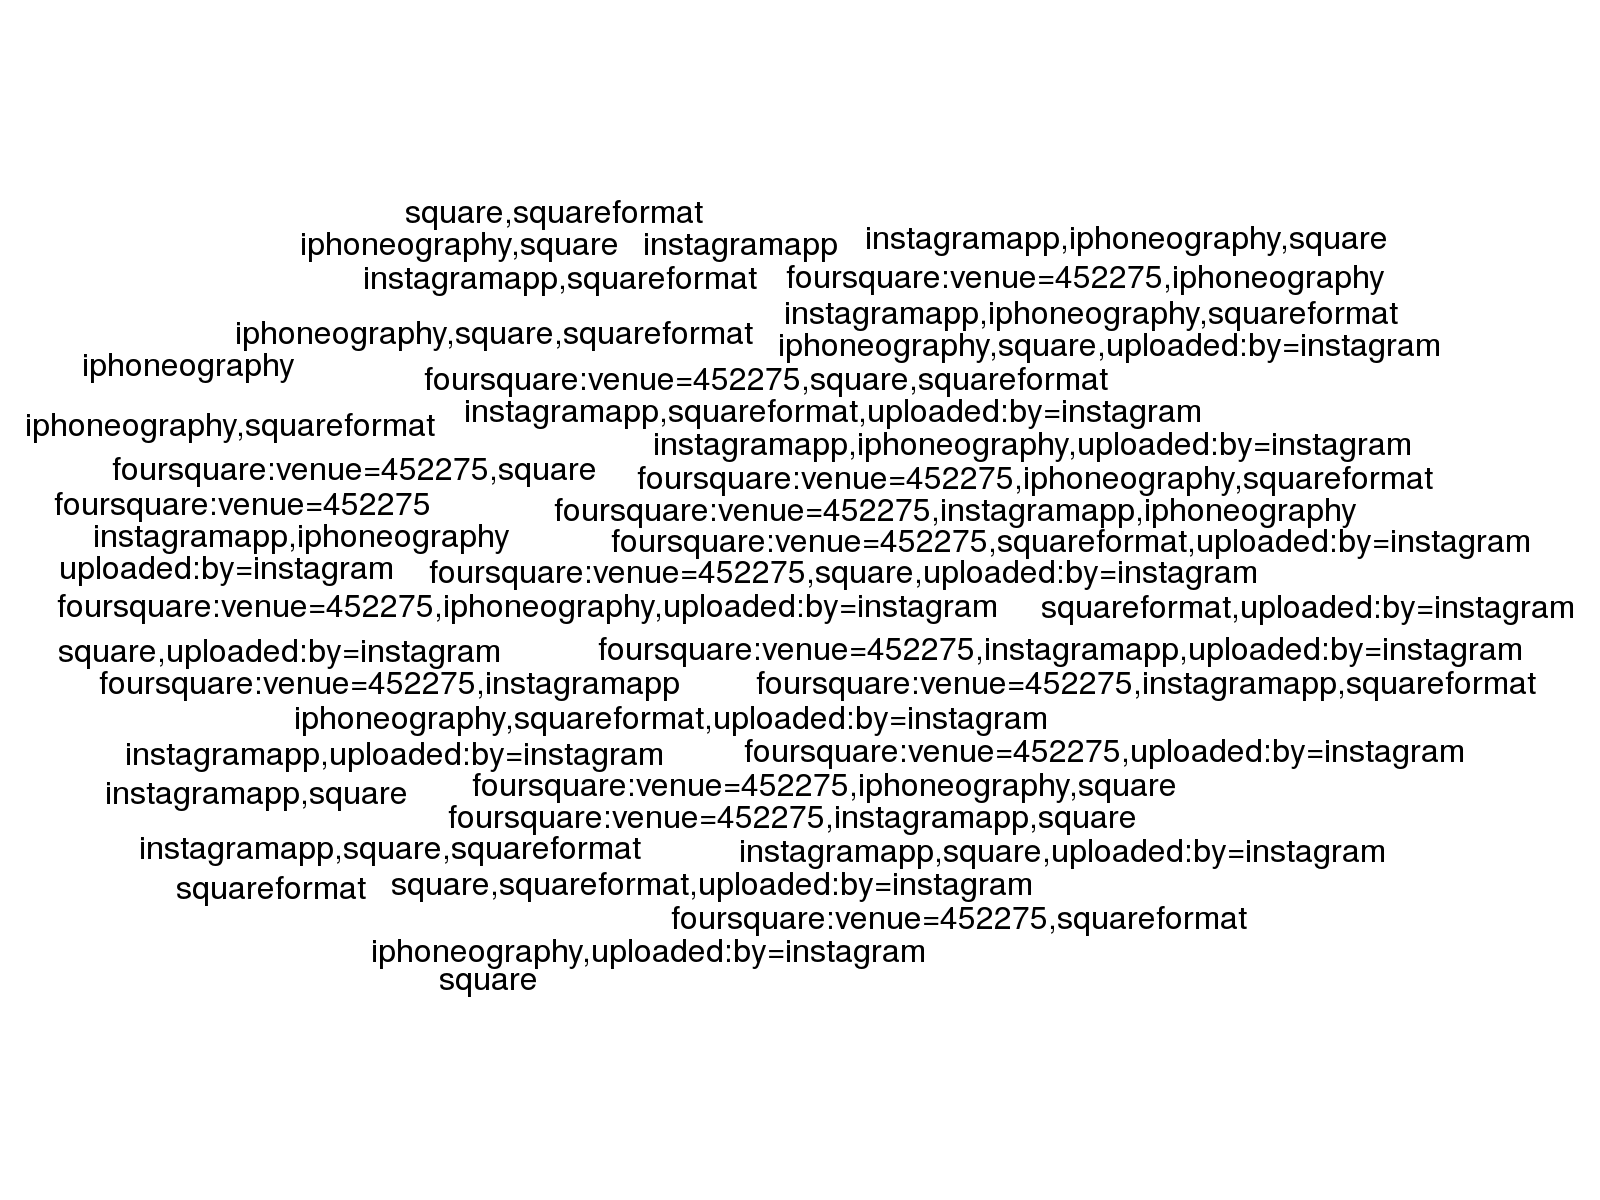 square,squareformat
iphoneography,square instagramapp instagramapp,iphoneography,square
instagramapp,squareformat foursquare:venue=452275,iphoneography
instagramapp,iphoneography,squareformat
iphoneography,square,squareformat
iphoneography,square,uploaded:by=instagram
iphoneography
foursquare:venue=452275,square,squareformat
instagramapp,squareformat,uploaded:by=instagram
iphoneography,squareformat
instagramapp,iphoneography,uploaded:by=instagram
foursquare:venue=452275,square
foursquare:venue=452275,iphoneography,squareformat
foursquare:venue=452275
foursquare:venue=452275,instagramapp,iphoneography
instagramapp,iphoneography
foursquare:venue=452275,squareformat,uploaded:by=instagram
uploaded:by=instagram foursquare:venue=452275,square,uploaded:by=instagram
foursquare:venue=452275,iphoneography,uploaded:by=instagram squareformat,uploaded:by=instagram
square,uploaded:by=instagram foursquare:venue=452275,instagramapp,uploaded:by=instagram
foursquare:venue=452275,instagramapp foursquare:venue=452275,instagramapp,squareformat
iphoneography,squareformat,uploaded:by=instagram
instagramapp,uploaded:by=instagram foursquare:venue=452275,uploaded:by=instagram
instagramapp,square foursquare:venue=452275,iphoneography,square
foursquare:venue=452275,instagramapp,square
instagramapp,square,squareformat instagramapp,square,uploaded:by=instagram
squareformat square,squareformat,uploaded:by=instagram
foursquare:venue=452275,squareformat
iphoneography,uploaded:by=instagram
square